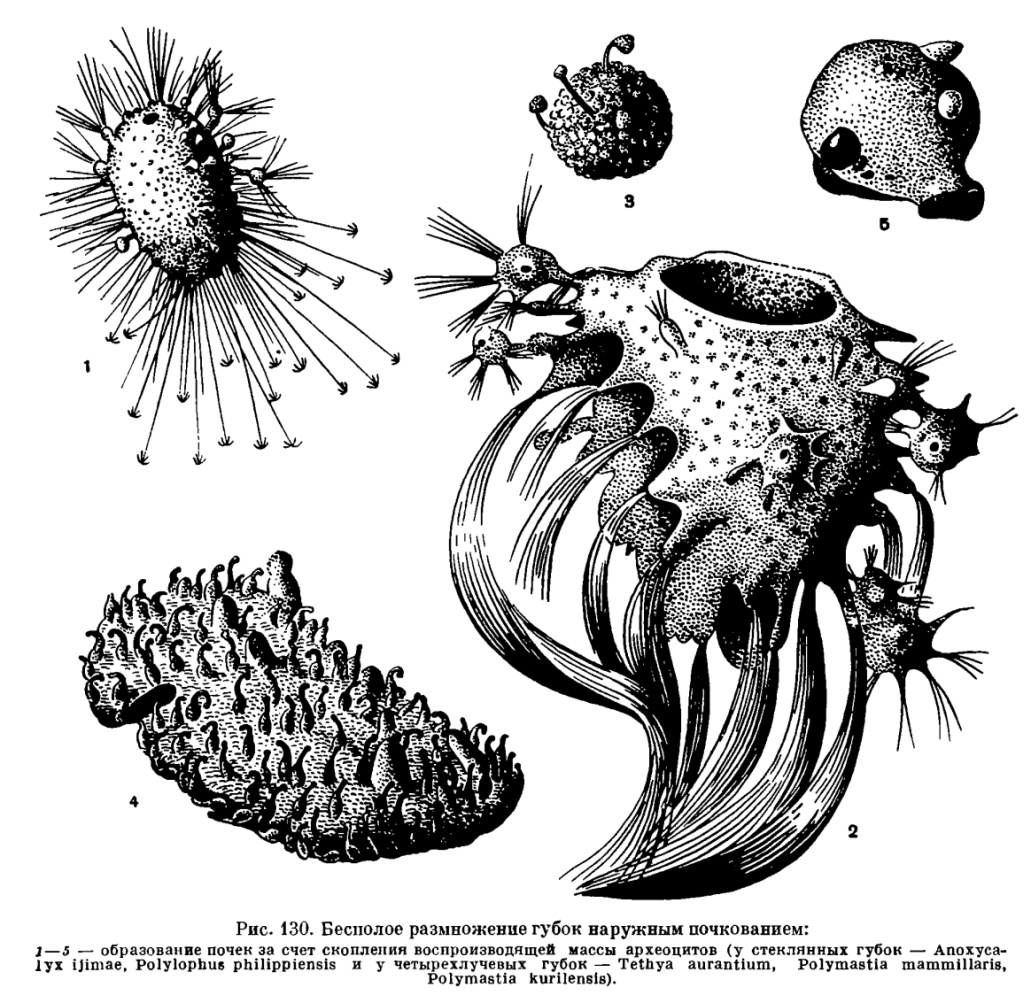 1
2
3
4
5
Рис. 130. Бесполое размножение губок наружным почкованием:
1—5 — образование почек за счет скопления воспроизводящей массы археоцитов (у стеклянных губок — Anoxyca-
lyx ijimae, Polylophus philippiensis и у четырехлучевых губок — Tethya aurantium, Polymastia mammillaris,
Polymastia kurilensis).